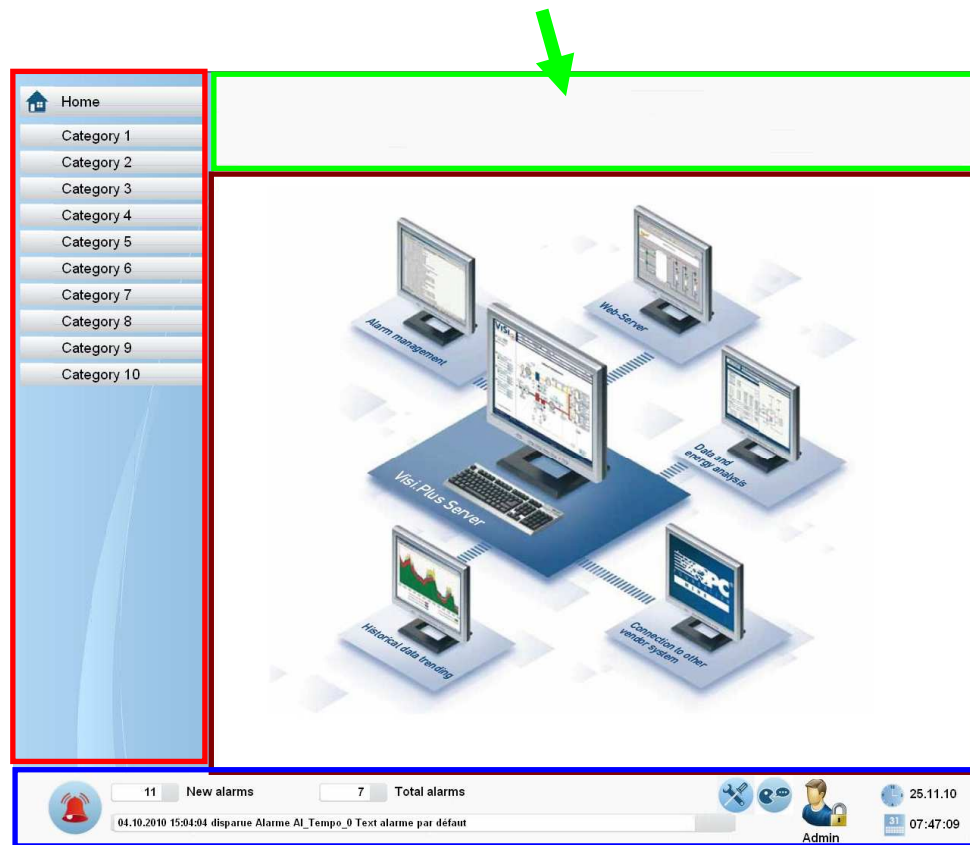 Home
Category 1
Category 2
Category 3
Category 4
Category 5
Category 6
Category 7
Category 8
Category 9
Category 10
Alarm management
Web-Server
Data and
energy analysis
Visi.Plus Server
Historical data trending
Connection to other
vendor system
11 New alarms 7 Total alarms
04.10.2010 15:04:04 disparue Alarme AI_Tempo_0 Text alarme par défaut
Admin
25.11.10
31 07:47:09